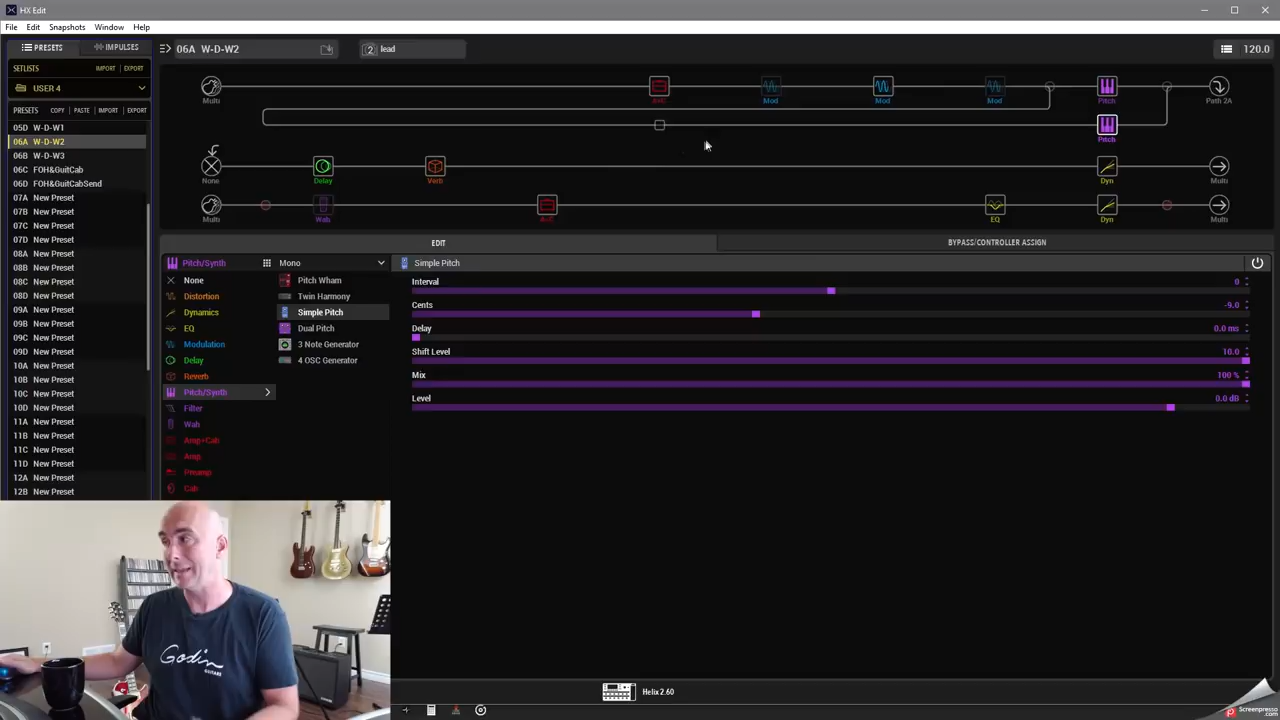 HX Edit
File Edit Snapshots Window Help
PRESETS IMPULSES
06A W-D-W2
2 lead
120.0
SETLISTS IMPORT EXPORT
USER 4
PRESETS COPY PASTE IMPORT EXPORT
05D W-D-W1
06A W-D-W2
06B W-D-W3
06C FOH&GuitCab
06D FOH&GuitCabSend
07A New Preset
07B New Preset
07C New Preset
07D New Preset
08A New Preset
08B New Preset
08C New Preset
08D New Preset
09A New Preset
09B New Preset
09C New Preset
09D New Preset
10A New Preset
10B New Preset
10C New Preset
10D New Preset
11A New Preset
11B New Preset
11C New Preset
11D New Preset
12A New Preset
12B New Preset
Multi A+C Mod Mod Mod Pitch Path 2A
Pitch
None Delay Verb Dyn Multi
Multi Wah A+C EQ Dyn Multi
EDIT BYPASS/CONTROLLER ASSIGN
Pitch/Synth Mono
None
Distortion
Dynamics
EQ
Modulation
Delay
Reverb
Pitch/Synth
Filter
Wah
Amp+Cab
Amp
Preamp
Cab
Pitch Wham
Twin Harmony
Simple Pitch
Dual Pitch
3 Note Generator
4 OSC Generator
Simple Pitch
Interval 0
Cents -9.0
Delay 0.0 ms
Shift Level 10.0
Mix 100 %
Level 0.0 dB
Godin
GUITARS
Helix 2.60
Screenpresso
.com